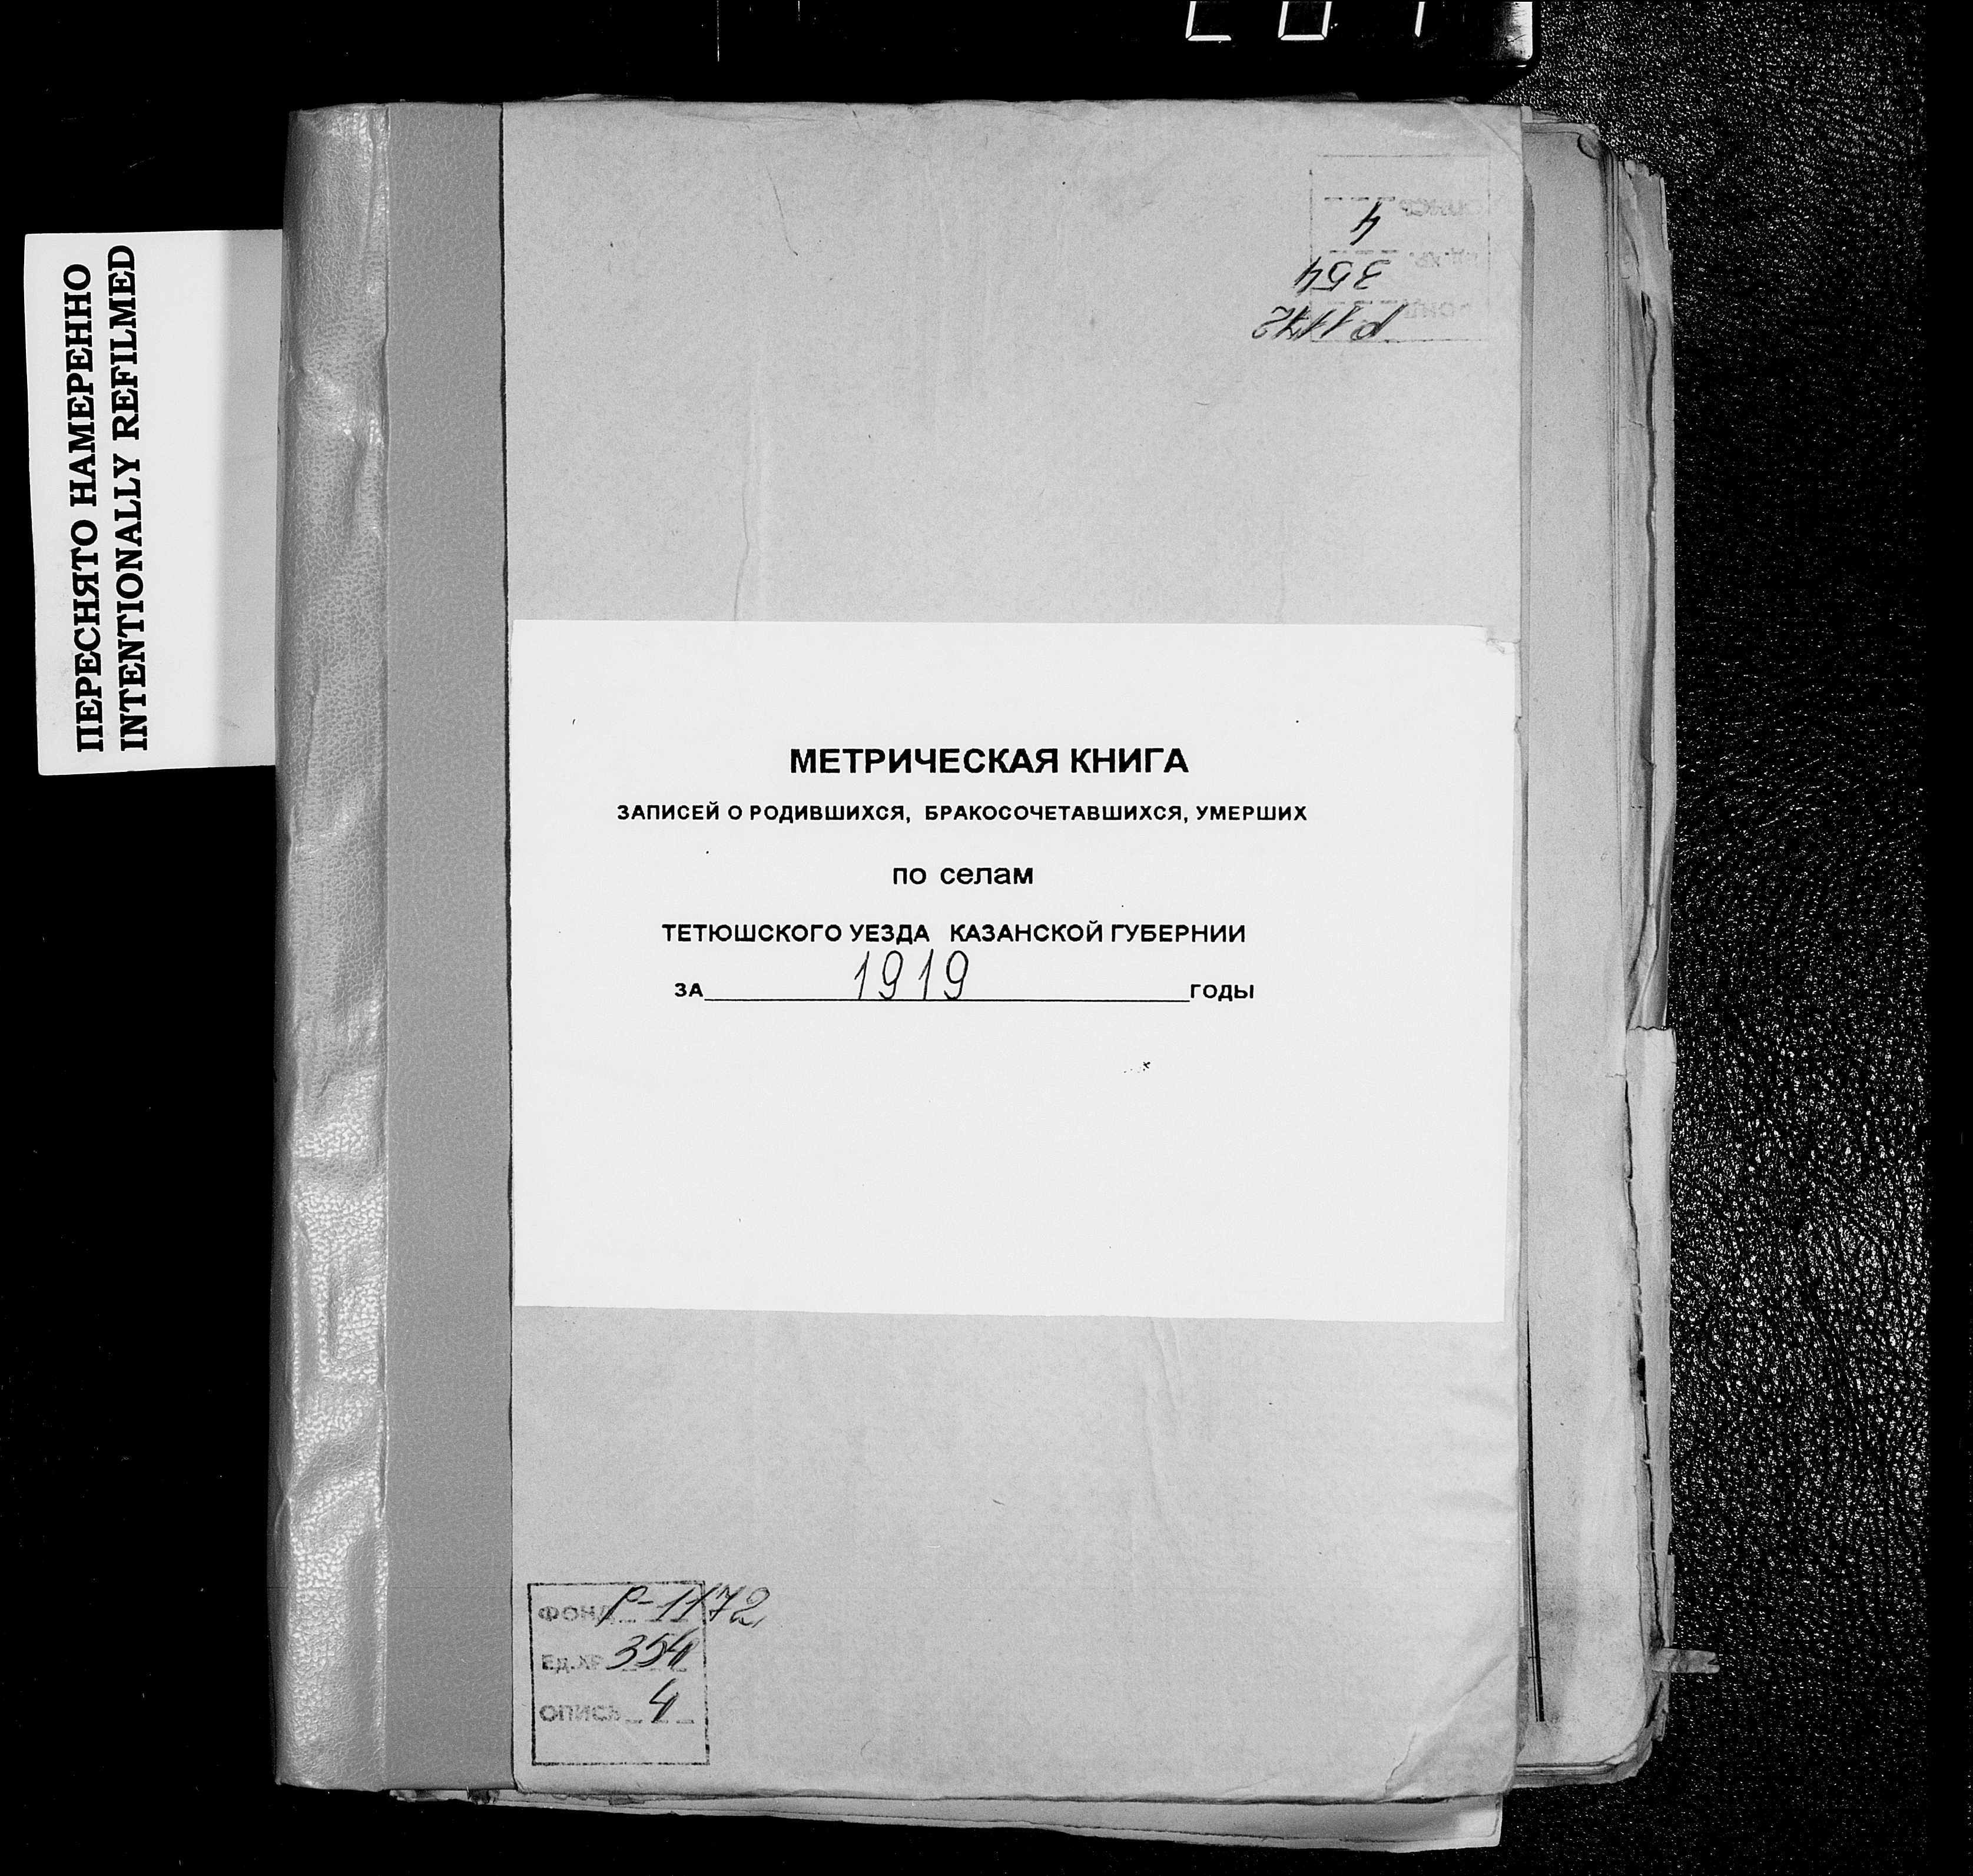 ПЕРЕСНЯТО НАМЕРЕННО
INTENTIONALLY REFILMED
4
354
Р 1172
МЕТРИЧЕСКАЯ КНИГА
ЗАПИСЕЙ О РОДИВШИХСЯ, БРАКОСОЧЕТАВШИХСЯ, УМЕРШИХ
по селам
ТЕТЮШСКОГО УЕЗДА КАЗАНСКОЙ ГУБЕРНИИ
ЗА 1919 ГОДЫ
ФОНД Р-1172
Ед.ХР. 354
ОПИСЬ 4